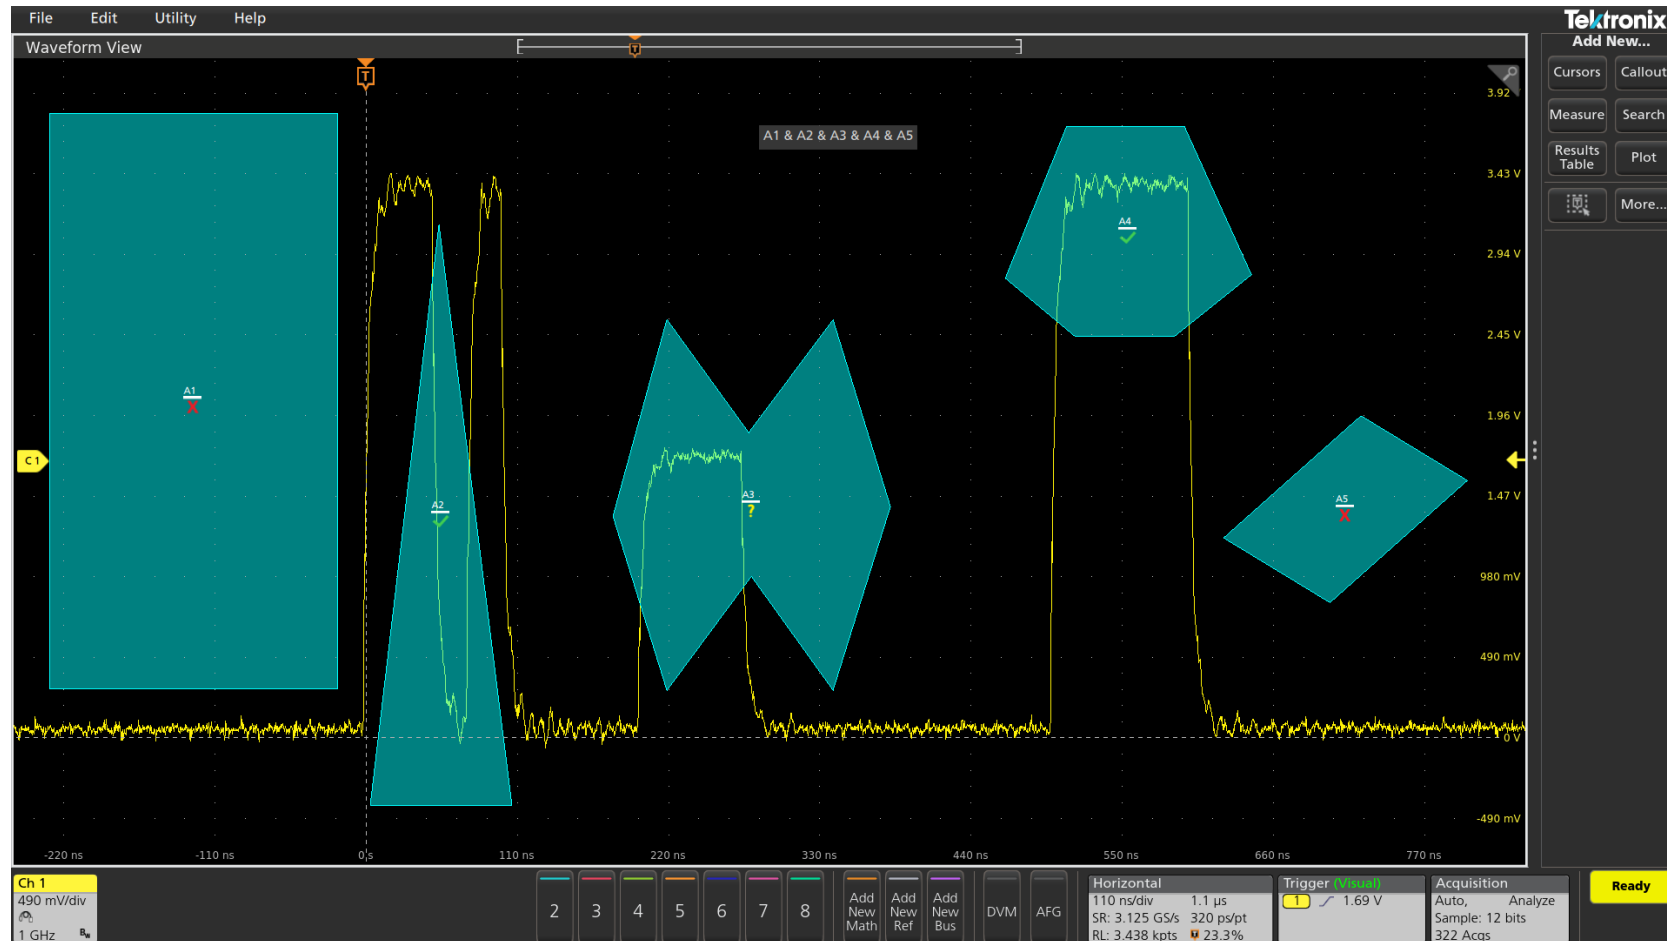 File Edit Utility Help
Tektronix
Waveform View
Add New...
T
T
Cursors Callout
3.92
Measure Search
A1 & A2 & A3 & A4 & A5
Results Table Plot
3.43 V
More...
A4
2.94 V
2.45 V
A1
X
1.96 V
C 1
A3
?
1.47 V
A5
X
A2
980 mV
490 mV
0 V
-490 mV
-220 ns -110 ns 0 s 110 ns 220 ns 330 ns 440 ns 550 ns 660 ns 770 ns
Ch 1
490 mV/div
1 GHz Bw
2 3 4 5 6 7 8
Add New Math
Add New Ref
Add New Bus
DVM AFG
Horizontal
110 ns/div 1.1 µs
SR: 3.125 GS/s 320 ps/pt
RL: 3.438 kpts 23.3%
Trigger (Visual)
1 1.69 V
Acquisition
Auto, Analyze
Sample: 12 bits
322 Acqs
Ready